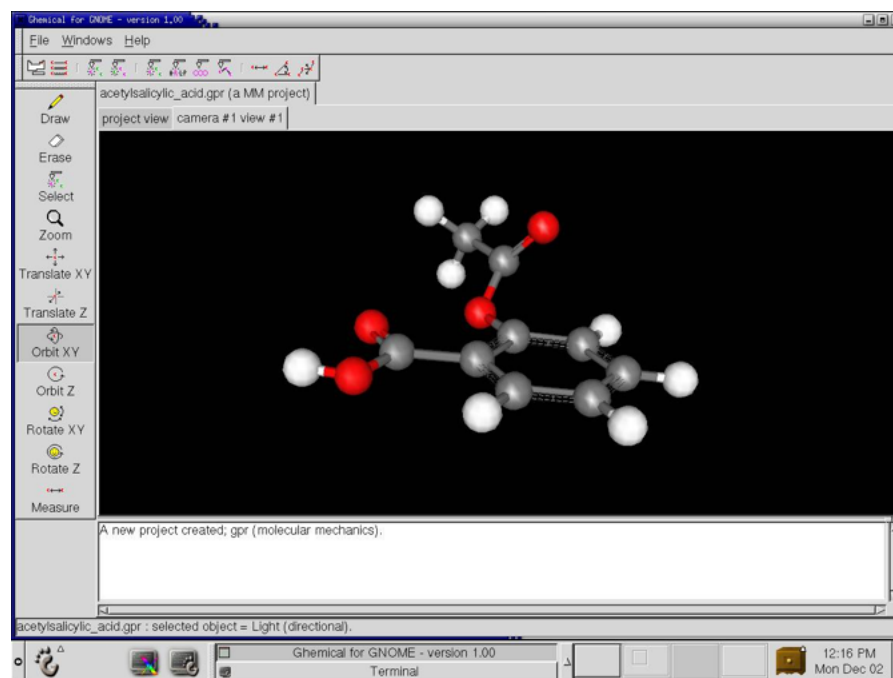 Ghemical for GNOME - version 1.00
File Windows Help
acetylsalicylic_acid.gpr (a MM project)
project view camera #1 view #1
Draw
Erase
Select
Zoom
Translate XY
Translate Z
Orbit XY
Orbit Z
Rotate XY
Rotate Z
Measure
A new project created; gpr (molecular mechanics).
acetylsalicylic_acid.gpr : selected object = Light (directional).
Ghemical for GNOME - version 1.00
Terminal
12:16 PM
Mon Dec 02